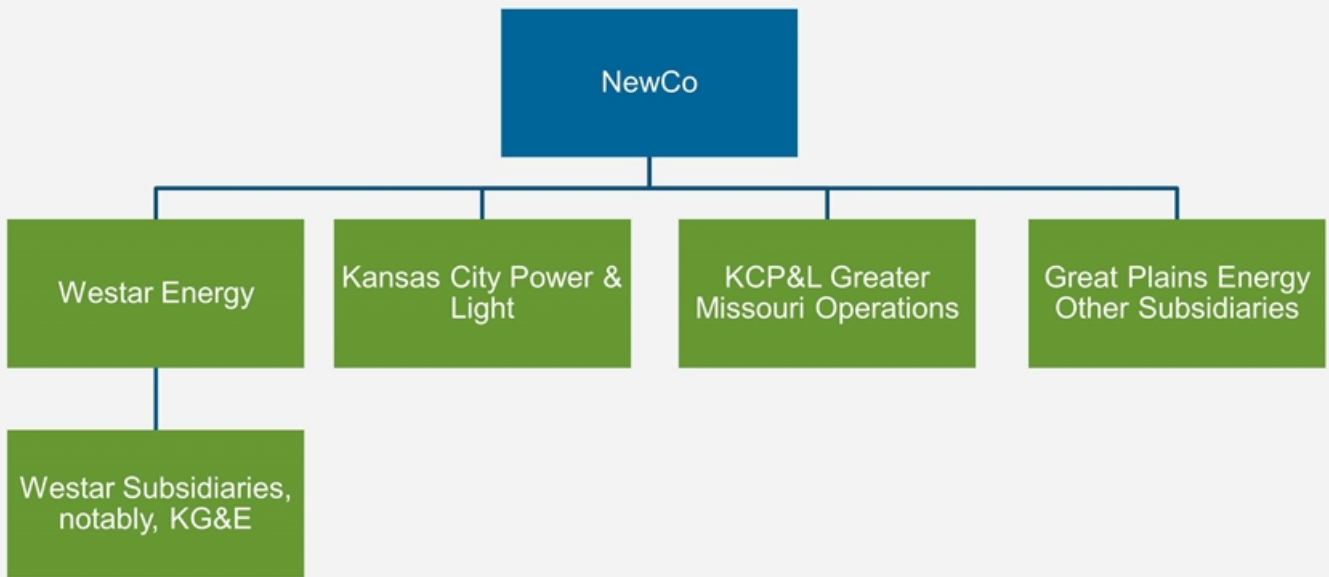 NewCo
Westar Energy
Kansas City Power &
Light
KCP&L Greater
Missouri Operations
Great Plains Energy
Other Subsidiaries
Westar Subsidiaries,
notably, KG&E